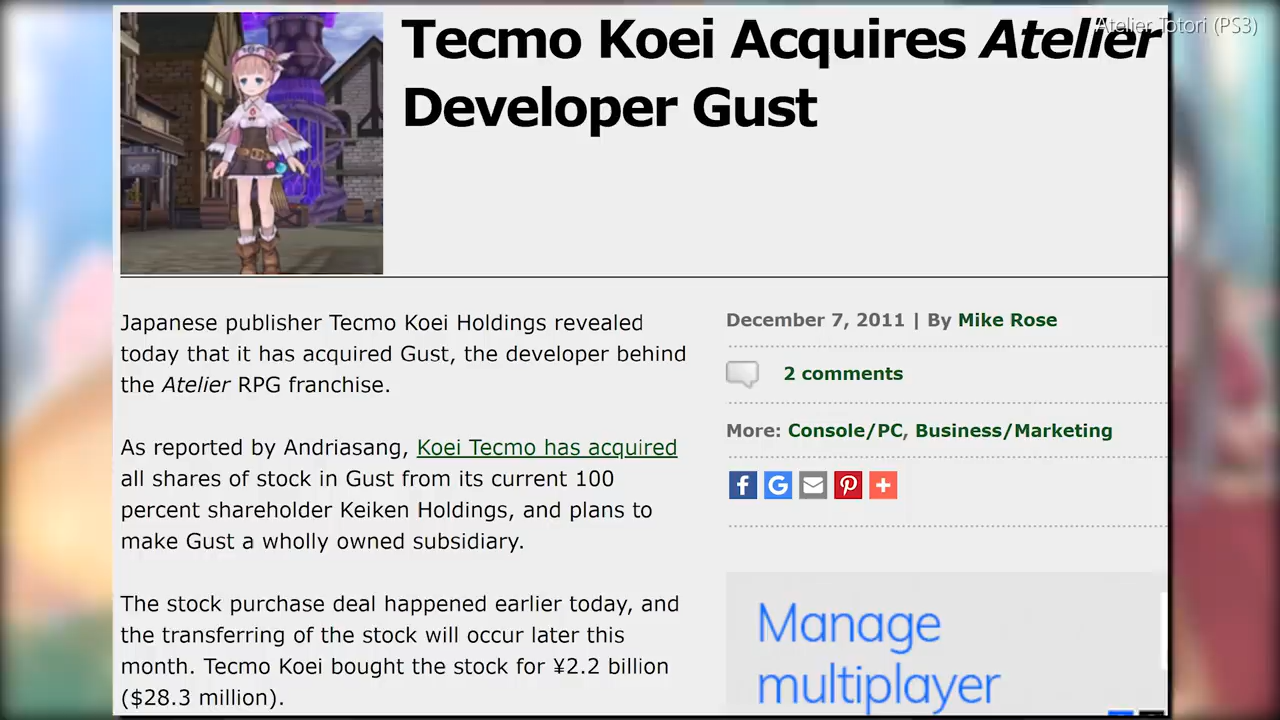 Atelier Totori (PS3)
Tecmo Koei Acquires Atelier
Developer Gust
Japanese publisher Tecmo Koei Holdings revealed
today that it has acquired Gust, the developer behind
the Atelier RPG franchise.
As reported by Andriasang, Koei Tecmo has acquired
all shares of stock in Gust from its current 100
percent shareholder Keiken Holdings, and plans to
make Gust a wholly owned subsidiary.
The stock purchase deal happened earlier today, and
the transferring of the stock will occur later this
month. Tecmo Koei bought the stock for ¥2.2 billion
($28.3 million).
December 7, 2011 | By Mike Rose
2 comments
More: Console/PC, Business/Marketing
Manage
multiplayer